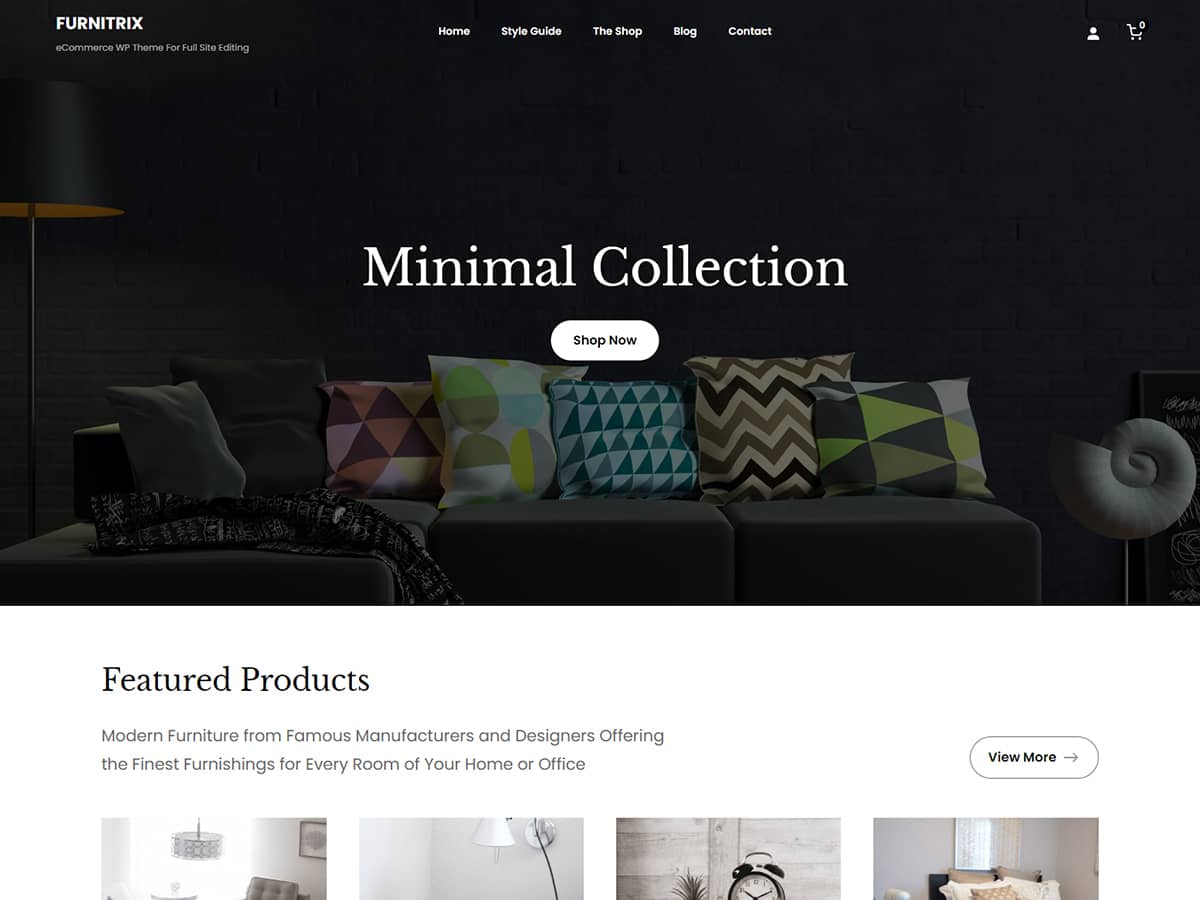 FURNITRIX
eCommerce WP Theme For Full Site Editing
Home
Style Guide
The Shop
Blog
Contact
0
Minimal Collection
Shop Now
Featured Products
Modern Furniture from Famous Manufacturers and Designers Offering
the Finest Furnishings for Every Room of Your Home or Office
View More